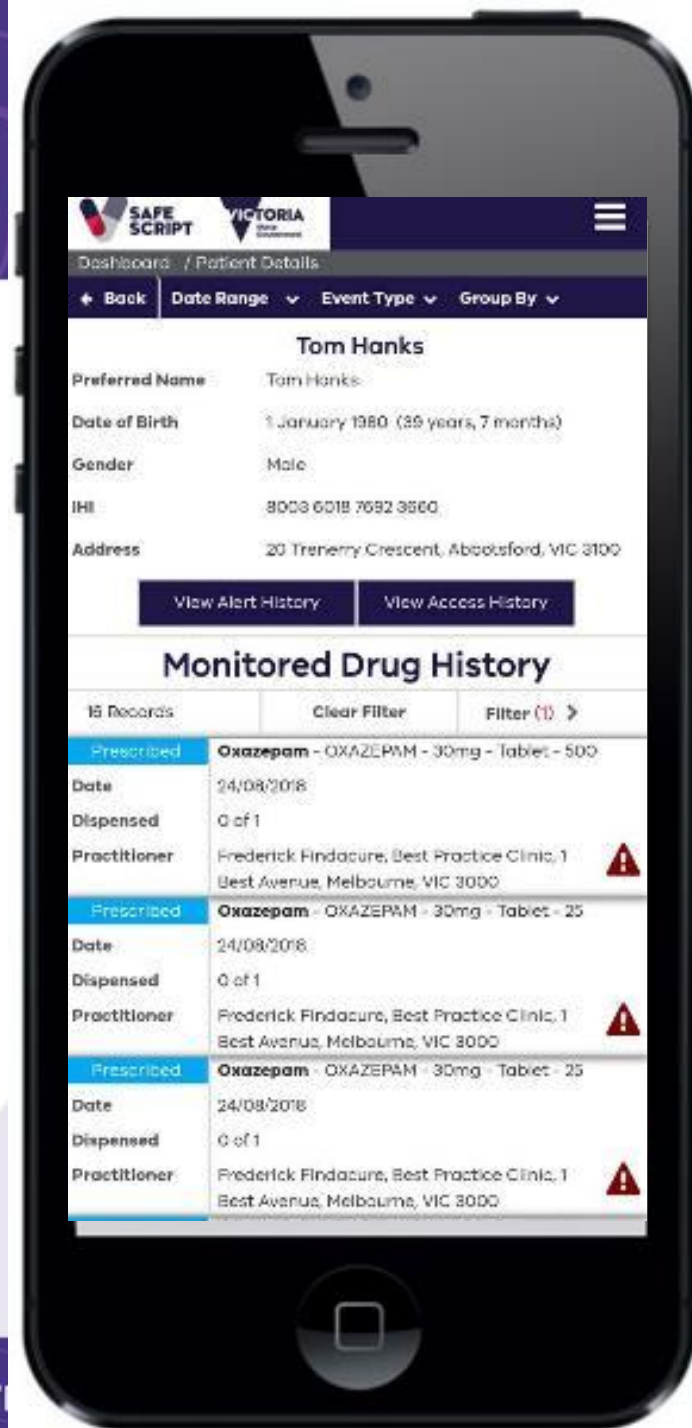 SAFE
SCRIPT
VICTORIA
State
Government
Dashboard / Patient Details
Back Date Range Event Type Group By
Tom Hanks
Preferred Name Tom Hanks
Date of Birth 1 January 1980 (39 years, 7 months)
Gender Male
IHI 8003 6018 7692 3660
Address 20 Trenerry Crescent, Abbotsford, VIC 3100
View Alert History View Access History
Monitored Drug History
16 Records Clear Filter Filter (1) >
Prescribed Oxazepam - OXAZEPAM - 30mg - Tablet - 500
Date 24/08/2018
Dispensed 0 of 1
Practitioner Frederick Findacure, Best Practice Clinic, 1
Best Avenue, Melbourne, VIC 3000
Prescribed Oxazepam - OXAZEPAM - 30mg - Tablet - 25
Date 24/08/2018
Dispensed 0 of 1
Practitioner Frederick Findacure, Best Practice Clinic, 1
Best Avenue, Melbourne, VIC 3000
Prescribed Oxazepam - OXAZEPAM - 30mg - Tablet - 25
Date 24/08/2018
Dispensed 0 of 1
Practitioner Frederick Findacure, Best Practice Clinic, 1
Best Avenue, Melbourne, VIC 3000